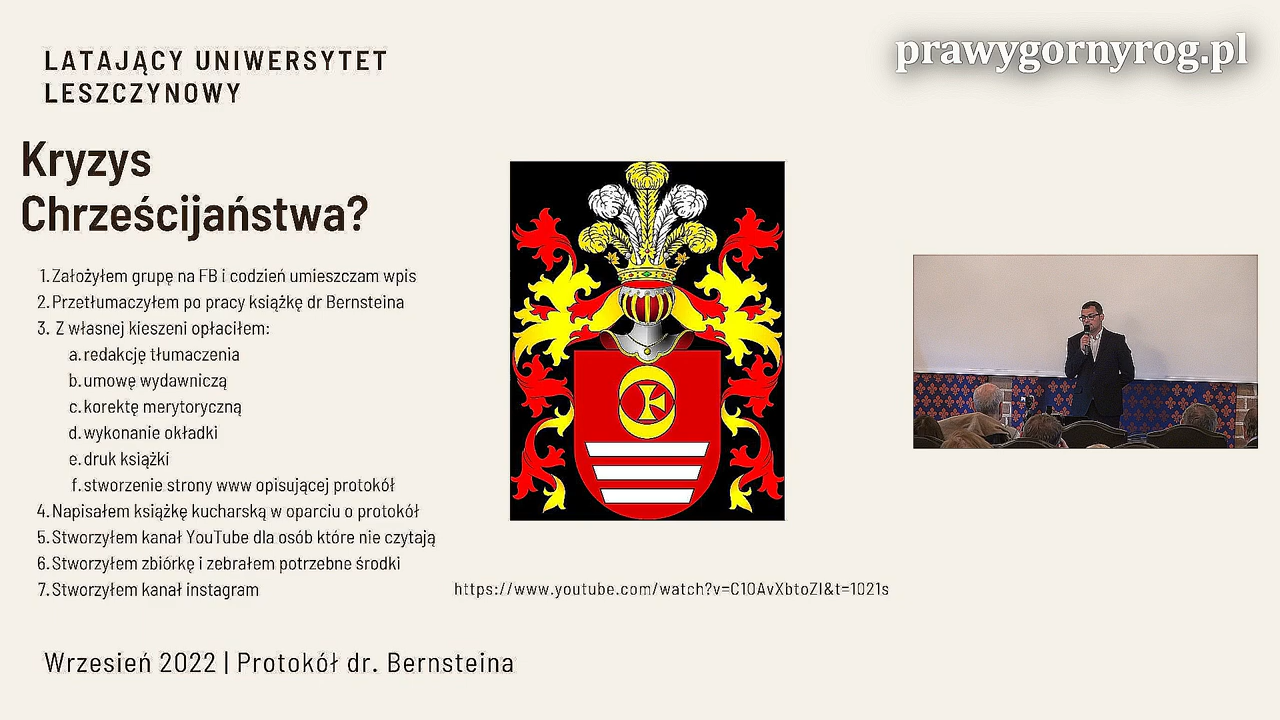 LATAJĄCY UNIWERSYTET
LESZCZYNOWY
prawygornyrog.pl
Kryzys
Chrześcijaństwa?
1. Założyłem grupę na FB i codzień umieszczam wpis
2. Przetłumaczyłem po pracy książkę dr Bernsteina
3. Z własnej kieszeni opłaciłem:
a. redakcję tłumaczenia
b. umowę wydawniczą
c. korektę merytoryczną
d. wykonanie okładki
e. druk książki
f. stworzenie strony www opisującej protokół
4. Napisałem książkę kucharską w oparciu o protokół
5. Stworzyłem kanał YouTube dla osób które nie czytają
6. Stworzyłem zbiórkę i zebrałem potrzebne środki
7. Stworzyłem kanał instagram
https://www.youtube.com/watch?v=C10AvXbtoZI&t=1021s
Wrzesień 2022 | Protokół dr. Bernsteina